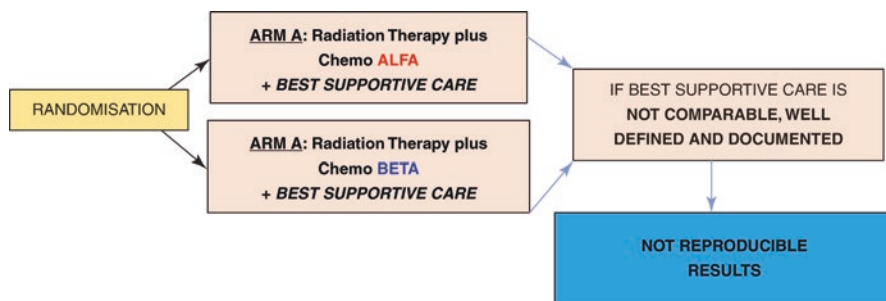 RANDOMISATION
ARM A: Radiation Therapy plus
Chemo ALFA
+ BEST SUPPORTIVE CARE
ARM A: Radiation Therapy plus
Chemo BETA
+ BEST SUPPORTIVE CARE
IF BEST SUPPORTIVE CARE IS
NOT COMPARABLE, WELL
DEFINED AND DOCUMENTED
NOT REPRODUCIBLE
RESULTS